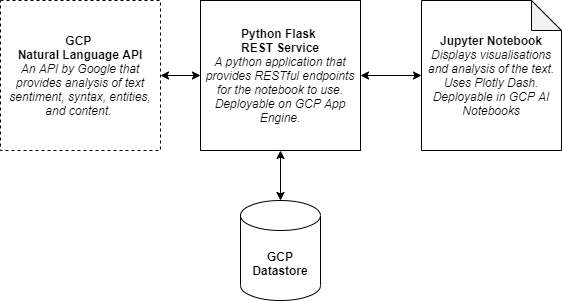 GCP
Natural Language API
An API by Google that
provides analysis of text
sentiment, syntax, entities,
and content.
Python Flask
REST Service
A python application that
provides RESTful endpoints
for the notebook to use.
Deployable on GCP App
Engine.
Jupyter Notebook
Displays visualisations
and analysis of the text.
Uses Plotly Dash.
Deployable in GCP AI
Notebooks
GCP
Datastore